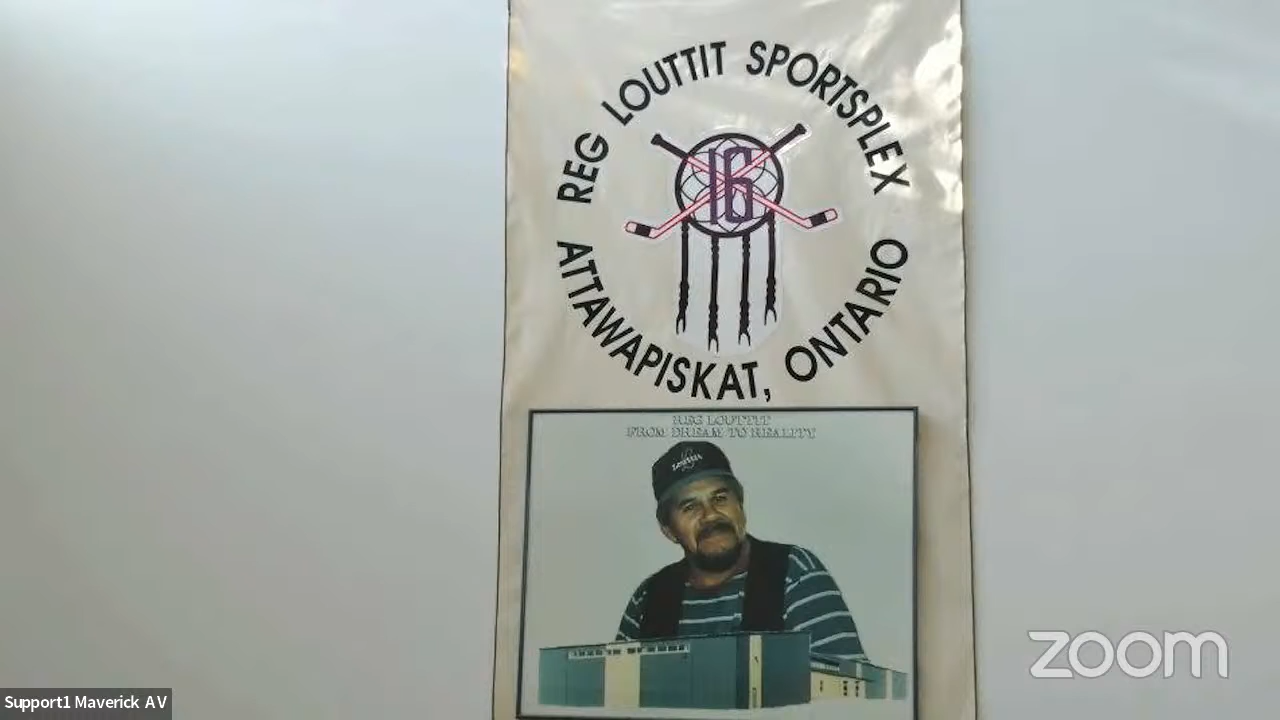 REG LOUTTIT SPORTSPLEX
16
ATTAWAPISKAT, ONTARIO
REG LOUTTIT
FROM DREAM TO REALITY
zoom
Support1 Maverick AV